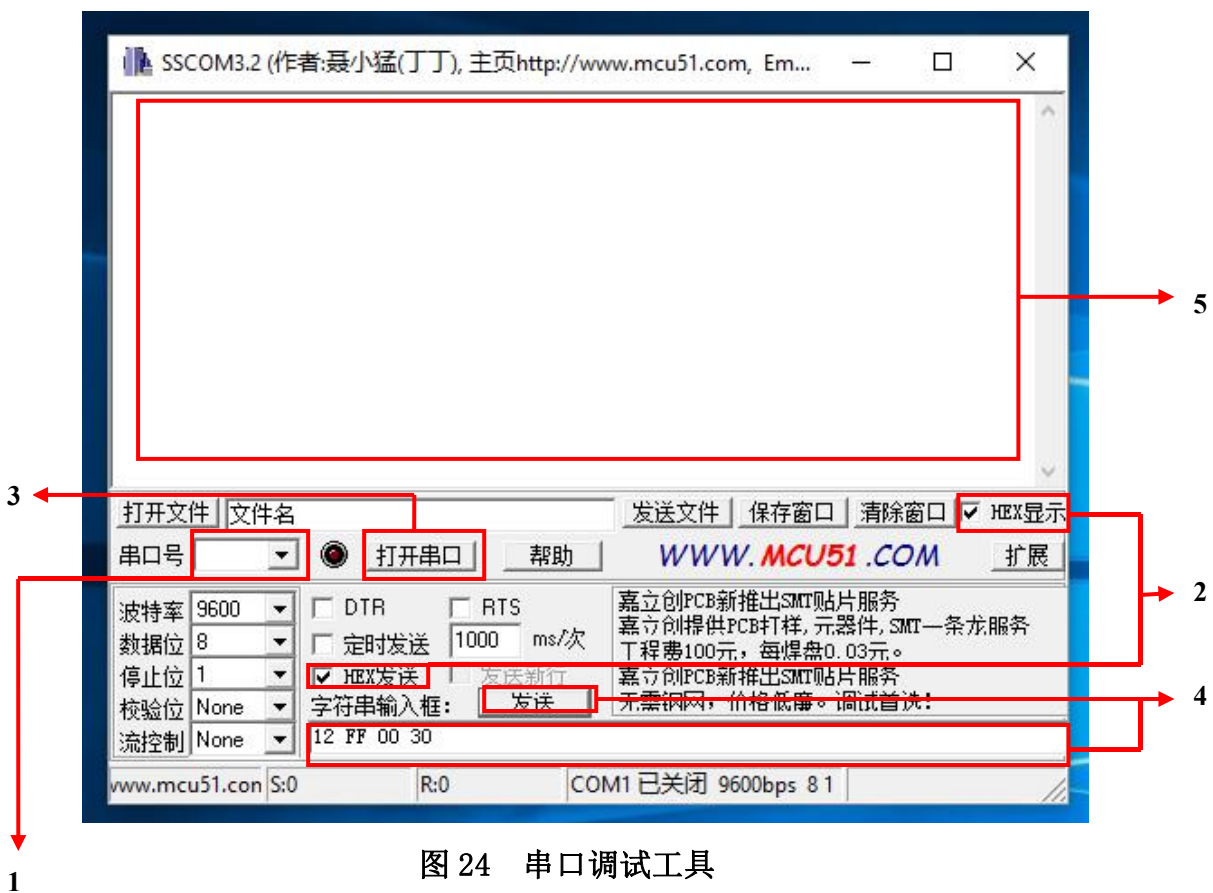 SSCOM3.2 (作者:聂小猛(丁丁), 主页http://www.mcu51.com, Em...
5
3
打开文件 文件名 发送文件 保存窗口 清除窗口 HEX显示
串口号 打开串口 帮助 WWW.MCU51.COM 扩展
2
波特率 9600 DTR RTS
数据位 8 定时发送 1000 ms/次
停止位 1 HEX发送 发送新行
校验位 None 字符串输入框: 发送
流控制 None 12 FF 00 30
嘉立创PCB新推出SMT贴片服务
嘉立创提供PCB打样,元器件,SMT一条龙服务
工程费100元，每焊盘0.03元。
嘉立创PCB新推出SMT贴片服务
无需钢网，价格低廉。调试首选!
4
www.mcu51.con S:0 R:0 COM1 已关闭 9600bps 8 1
1
图 24 串口调试工具